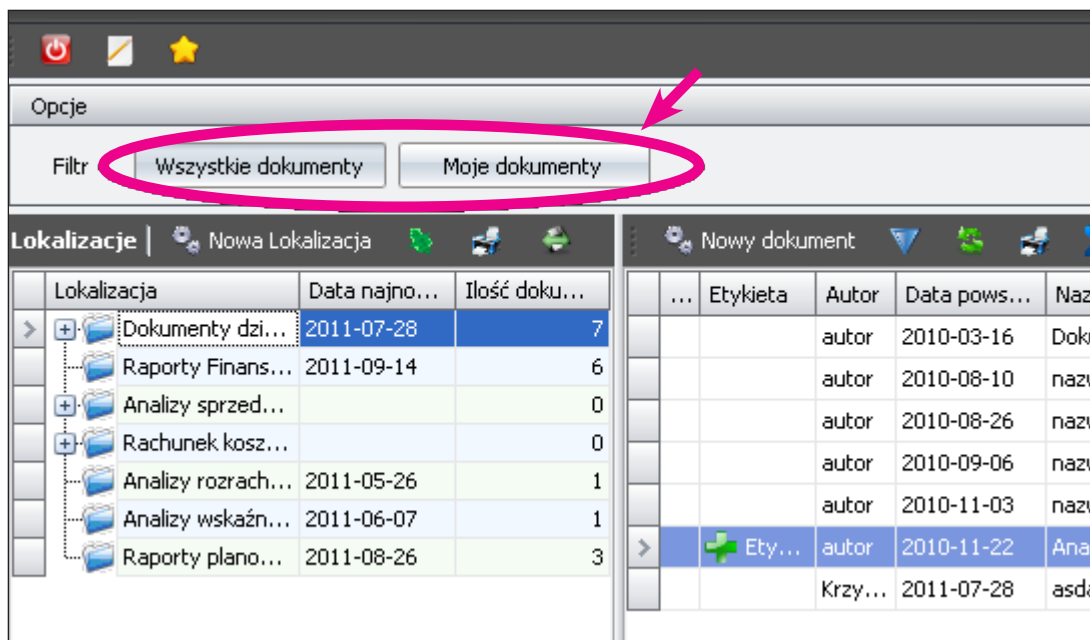 Opcje
Filtr Wszystkie dokumenty Moje dokumenty
Lokalizacje | Nowa Lokalizacja
Lokalizacja Data najno... Ilość doku...
Dokumenty dzi... 2011-07-28 7
Raporty Finans... 2011-09-14 6
Analizy sprzed... 0
Rachunek kosz... 0
Analizy rozrach... 2011-05-26 1
Analizy wskaźn... 2011-06-07 1
Raporty plano... 2011-08-26 3
Nowy dokument
... Etykieta Autor Data pows... Naz
autor 2010-03-16
autor 2010-08-10
autor 2010-08-26
autor 2010-09-06
autor 2010-11-03
Ety... autor 2010-11-22 Ana
Krzy... 2011-07-28